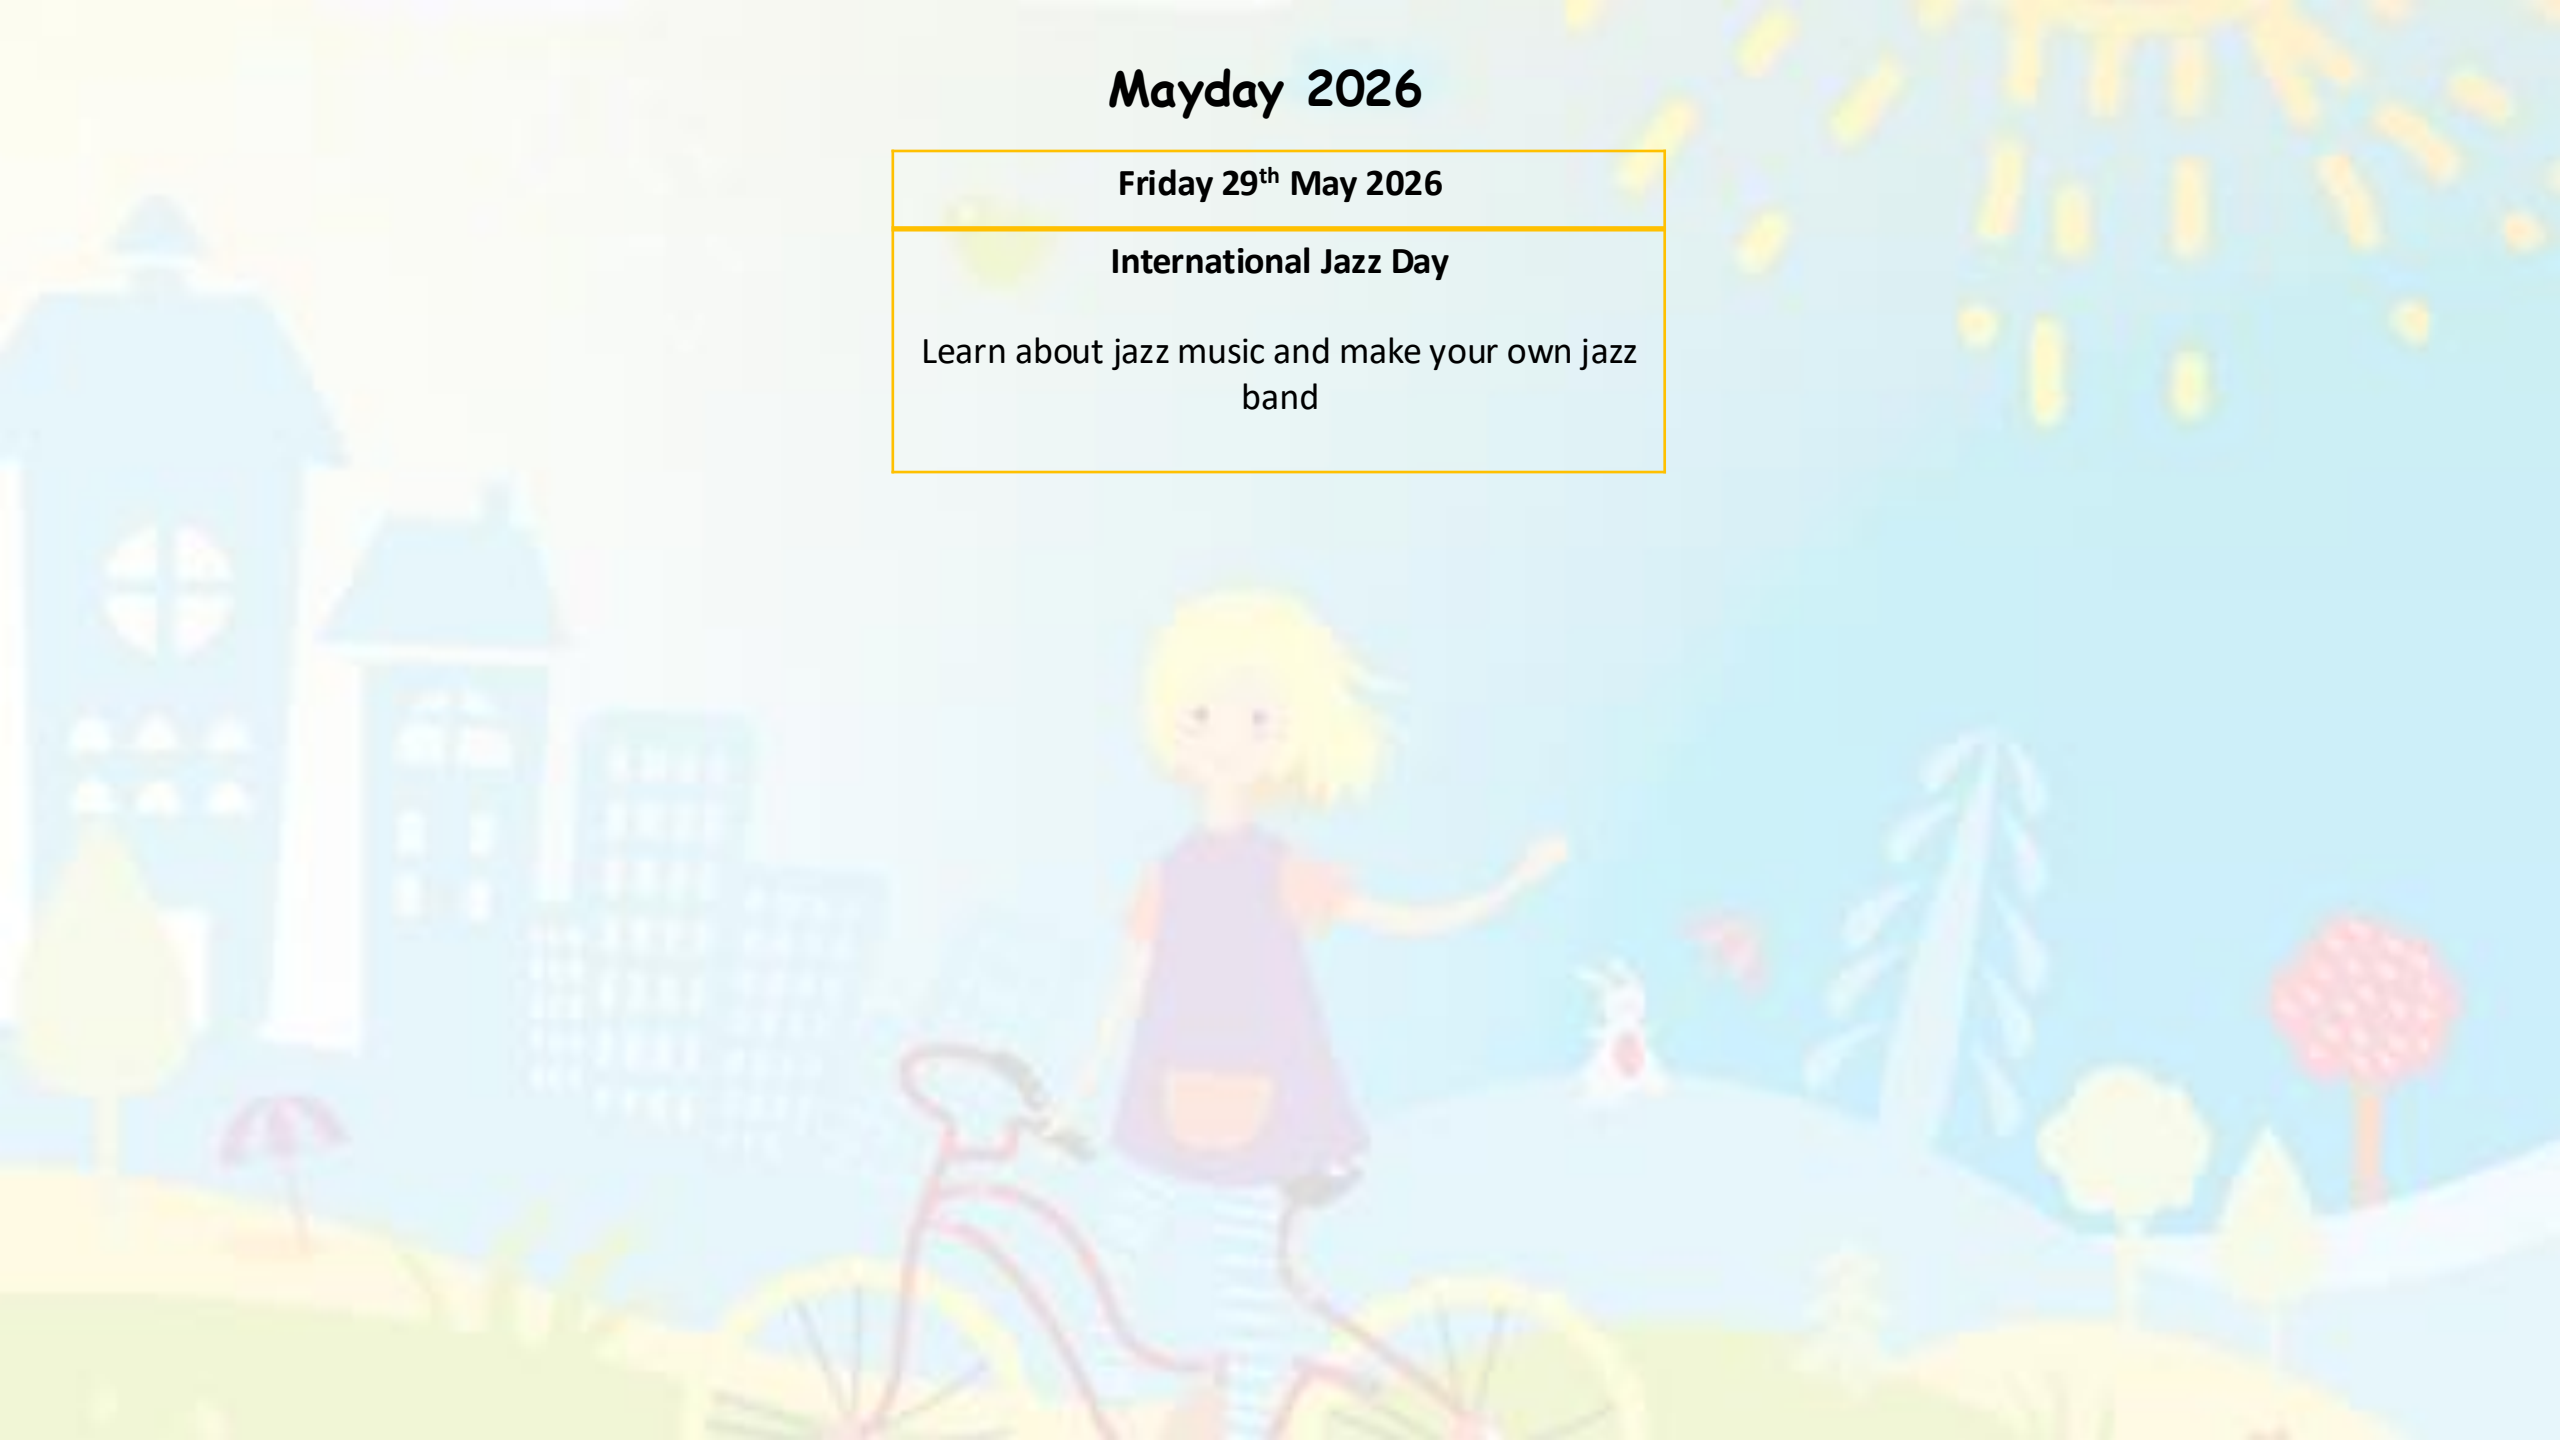 Mayday 2026
Friday 29th May 2026
International Jazz Day
Learn about jazz music and make your own jazz
band